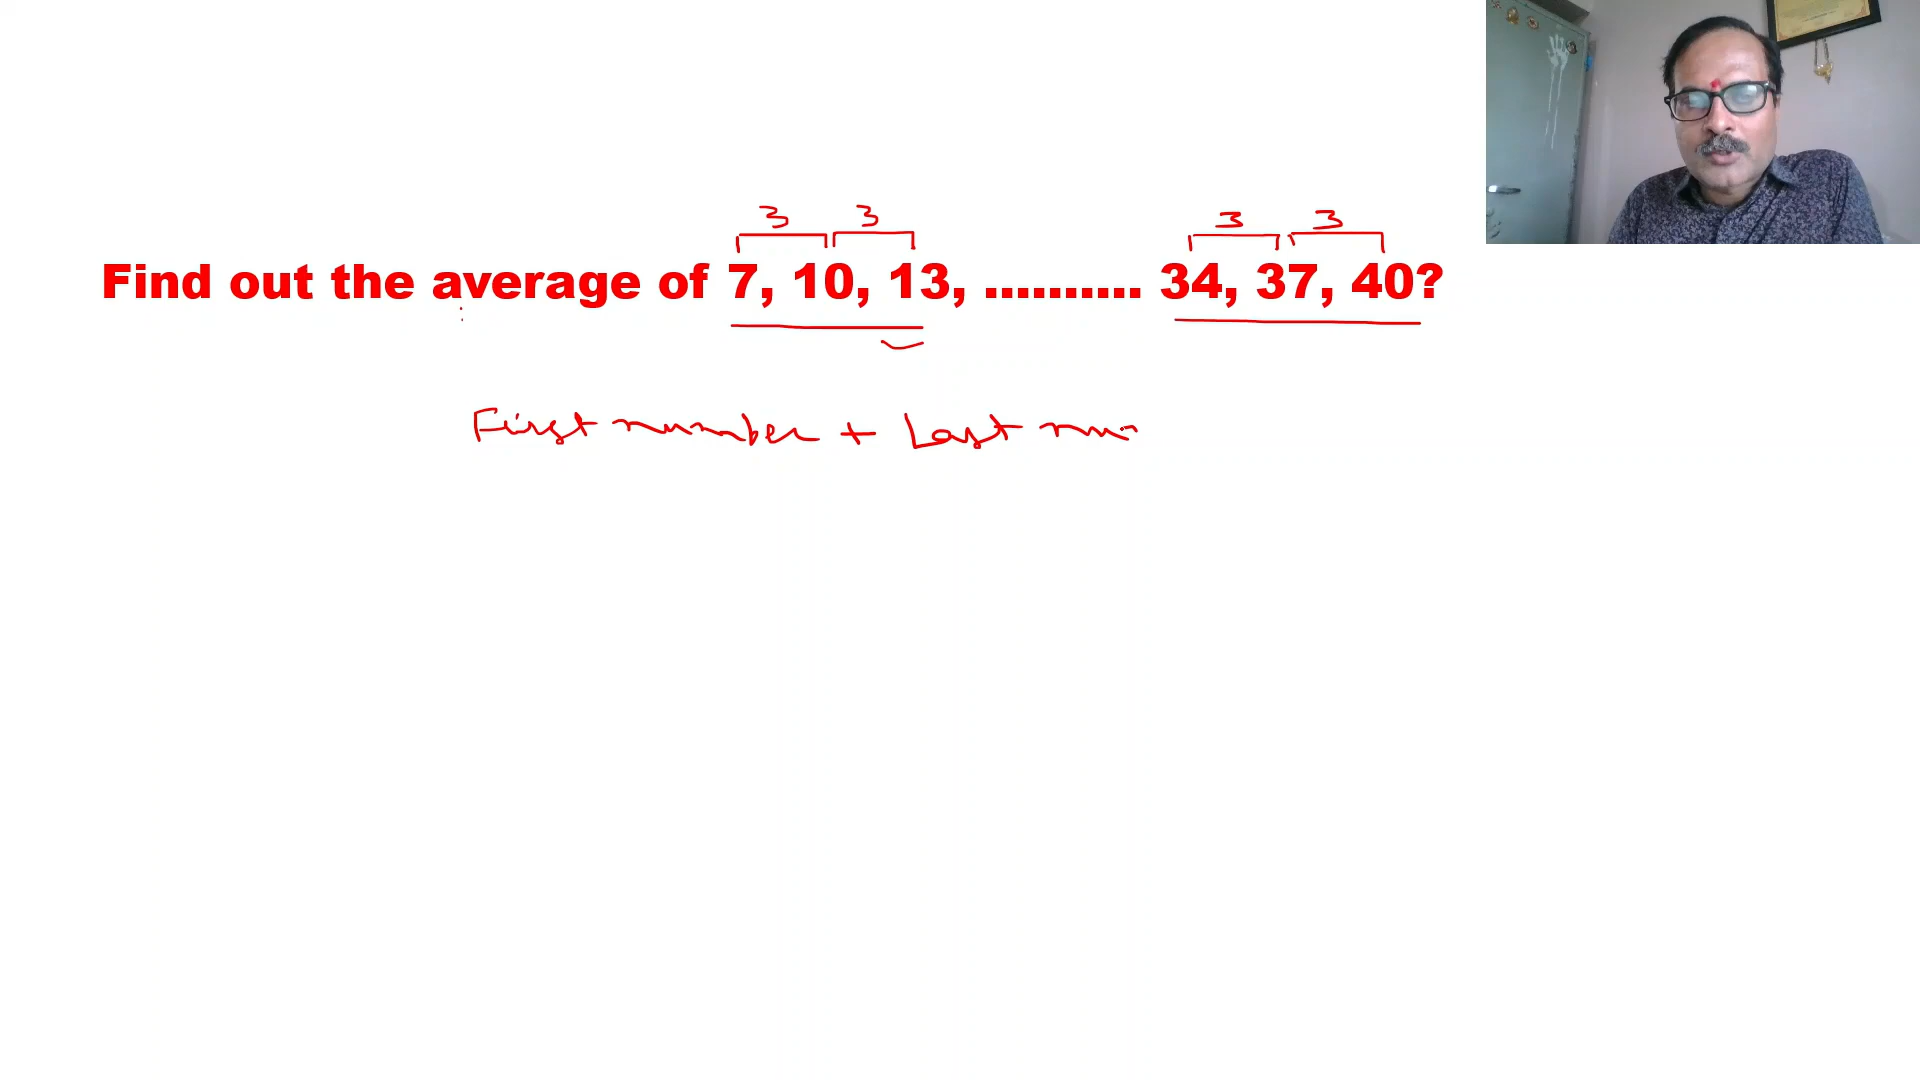 3 3 3 3
Find out the average of 7, 10, 13, .......... 34, 37, 40?
First number + Last